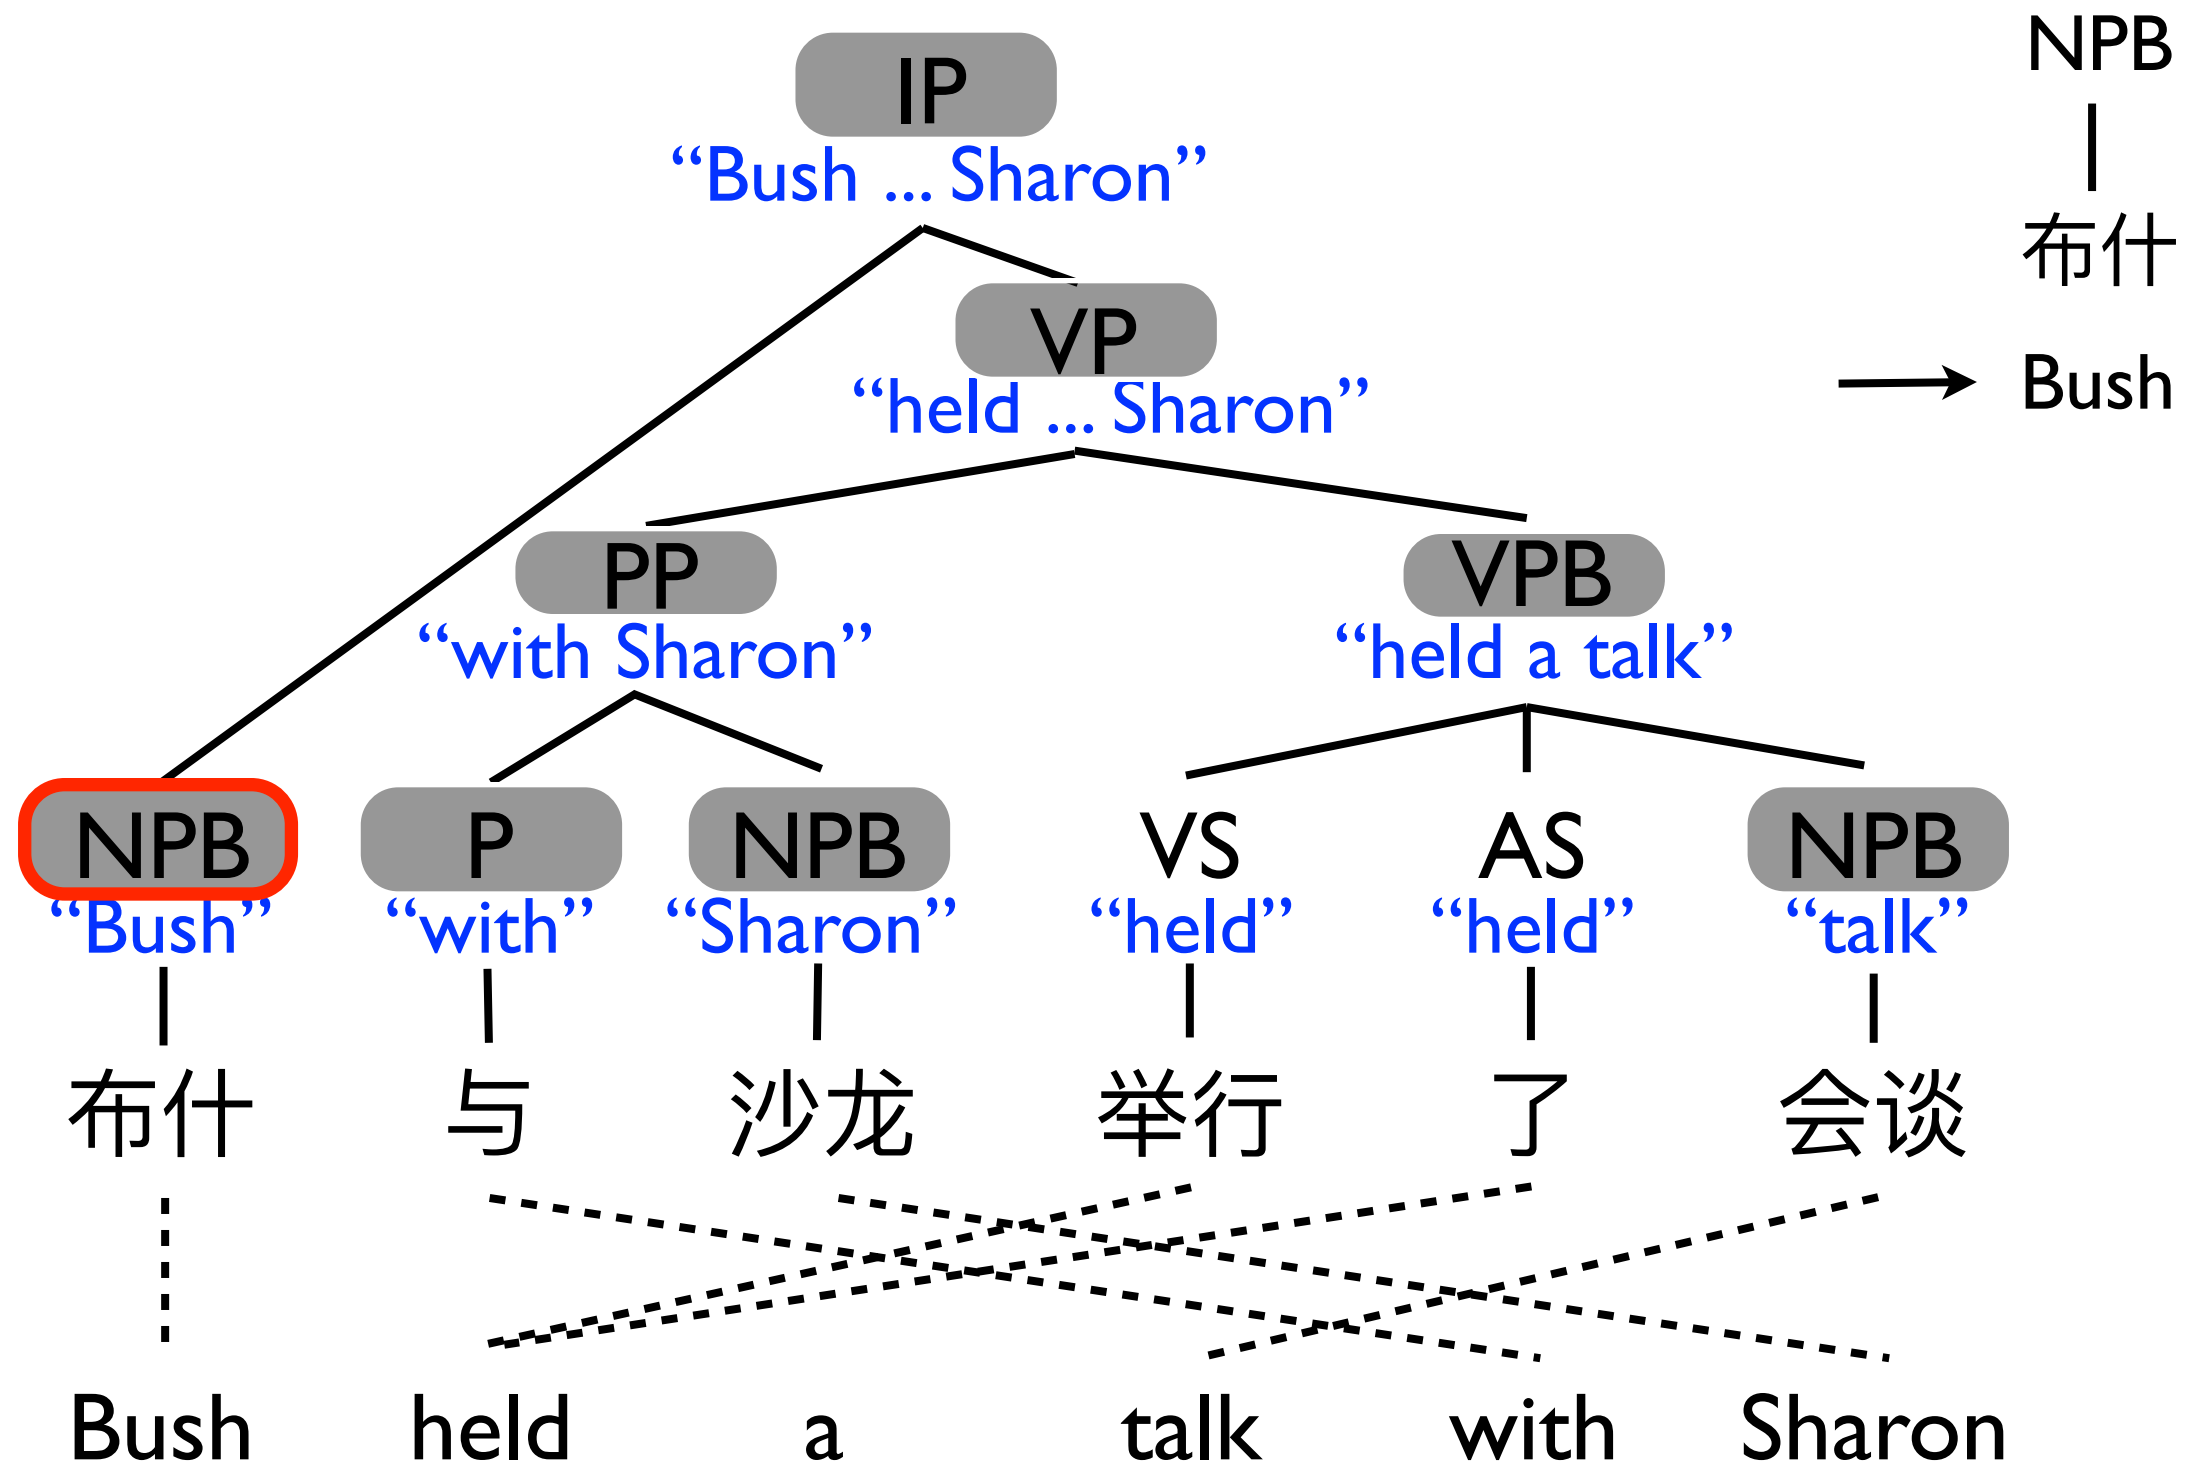 IP
“Bush ... Sharon”
VP
“held ... Sharon”
PP VPB
“with Sharon” “held a talk”
NPB P NPB VS AS NPB
“Bush” “with” “Sharon” “held” “held” “talk”
布什 与 沙龙 举行 了 会谈
Bush held a talk with Sharon
NPB
布什
Bush